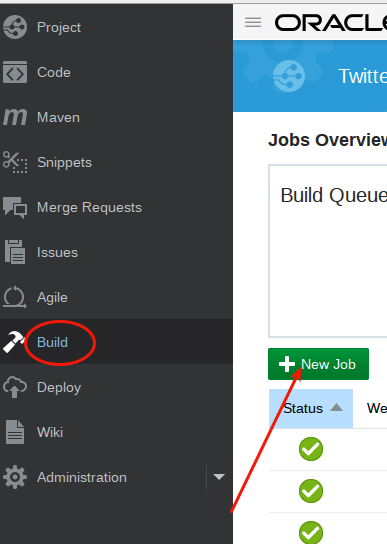 Project
Code
m Maven
Snippets
Merge Requests
Issues
Agile
Build
Deploy
Wiki
Administration
ORACLE
Twitte
Jobs Overview
Build Queue
New Job
Status We